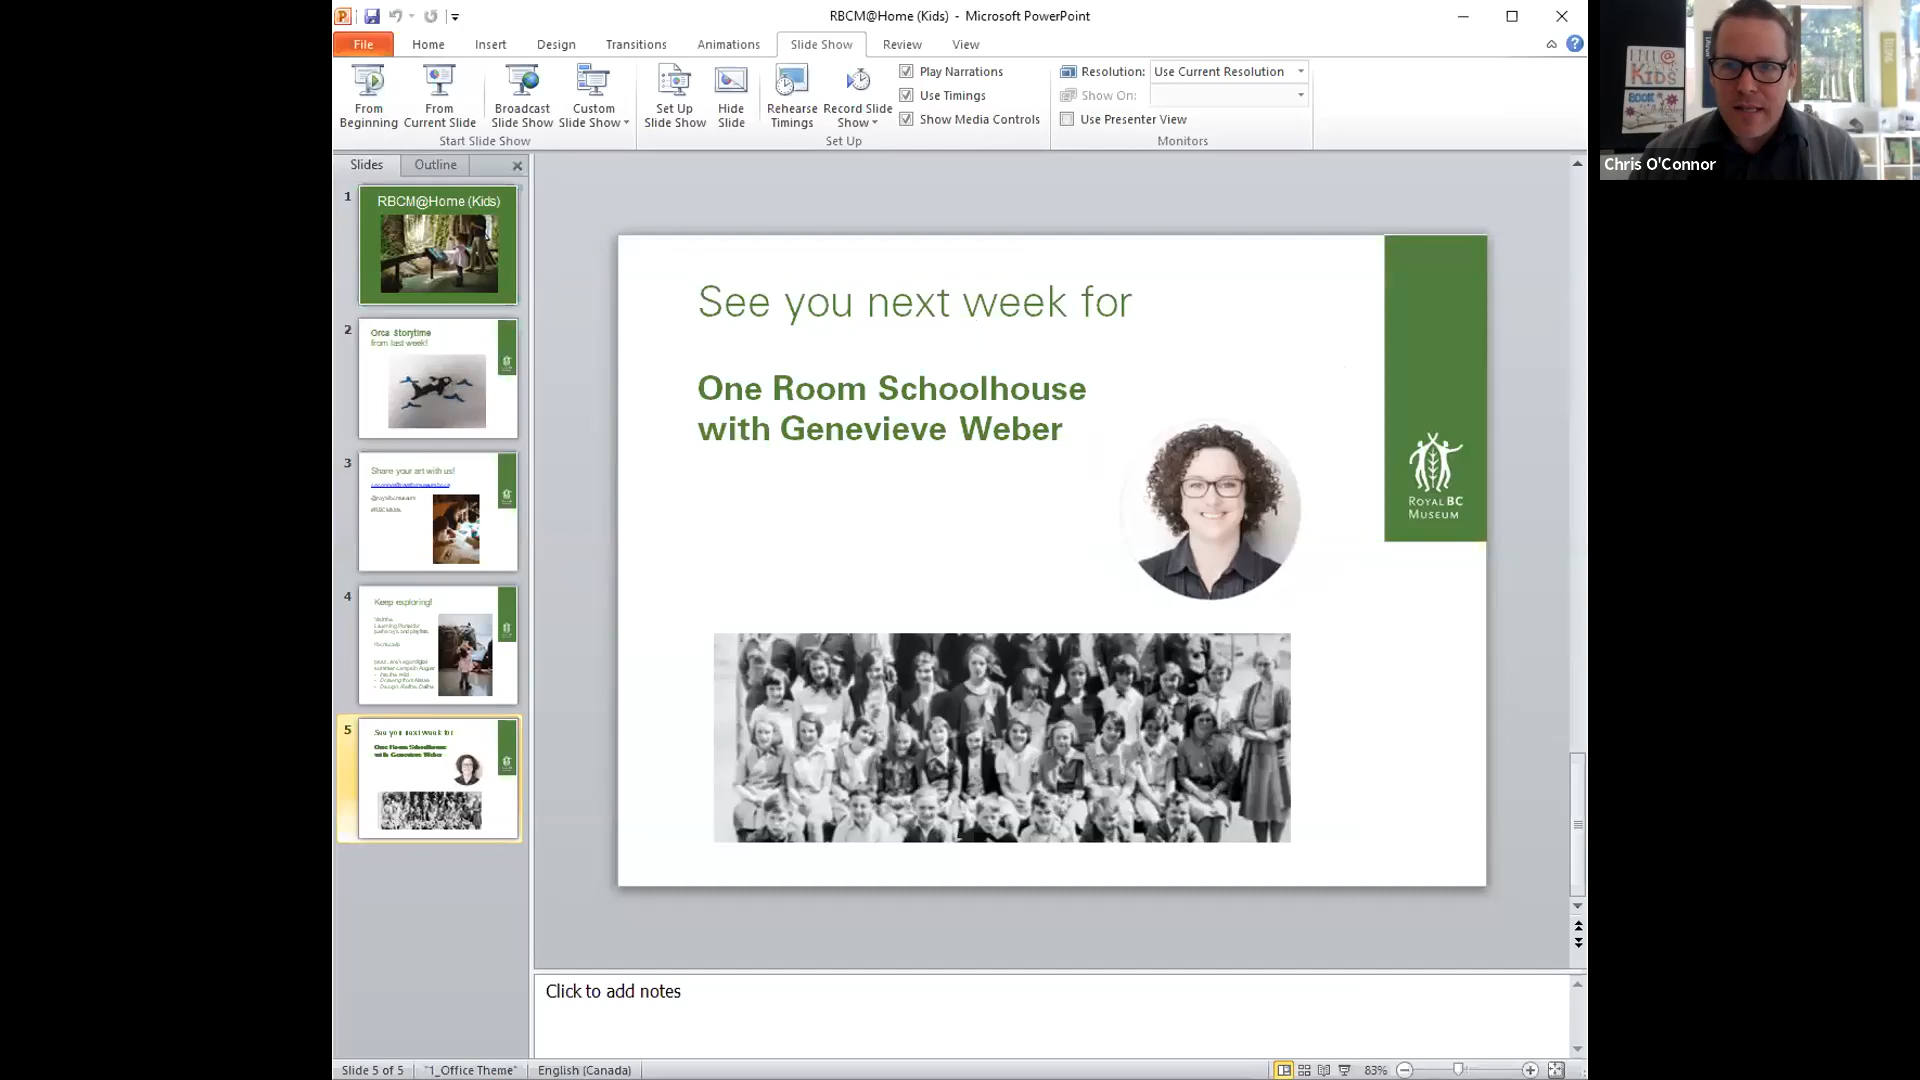 RBCM@Home (Kids) - Microsoft PowerPoint
File Home Insert Design Transitions Animations Slide Show Review View
From Beginning
From Current Slide
Broadcast Slide Show
Custom Slide Show
Start Slide Show
Set Up Slide Show
Hide Slide
Rehearse Timings
Record Slide Show
Play Narrations
Use Timings
Show Media Controls
Set Up
Resolution: Use Current Resolution
Show On:
Use Presenter View
Monitors
Chris O'Connor
Slides Outline
1
RBCM@Home (Kids)
2
Orca Storytime
from last week!
3
Share your art with us!
4
Keep exploring!
5
See you next week for
One Room Schoolhouse
with Genevieve Weber
See you next week for
One Room Schoolhouse
with Genevieve Weber
ROYAL BC
MUSEUM
Click to add notes
Slide 5 of 5 "1_Office Theme" English (Canada) 83%